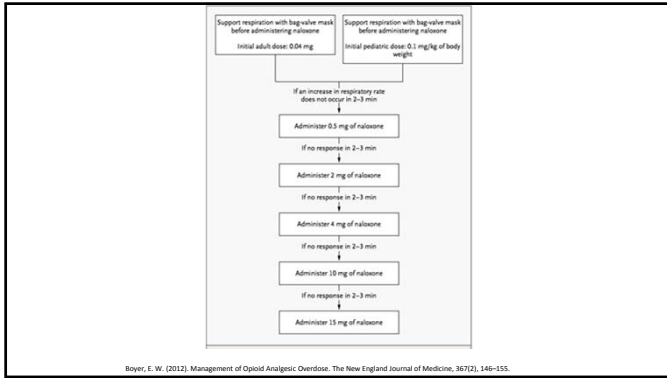 Support respiration with bag-valve mask
before administering naloxone
Initial adult dose: 0.04 mg
Support respiration with bag-valve mask
before administering naloxone
Initial pediatric dose: 0.1 mg/kg of body
weight
If an increase in respiratory rate
does not occur in 2–3 min
Administer 0.5 mg of naloxone
If no response in 2–3 min
Administer 2 mg of naloxone
If no response in 2–3 min
Administer 4 mg of naloxone
If no response in 2–3 min
Administer 10 mg of naloxone
If no response in 2–3 min
Administer 15 mg of naloxone
Boyer, E. W. (2012). Management of Opioid Analgesic Overdose. The New England Journal of Medicine, 367(2), 146–155.